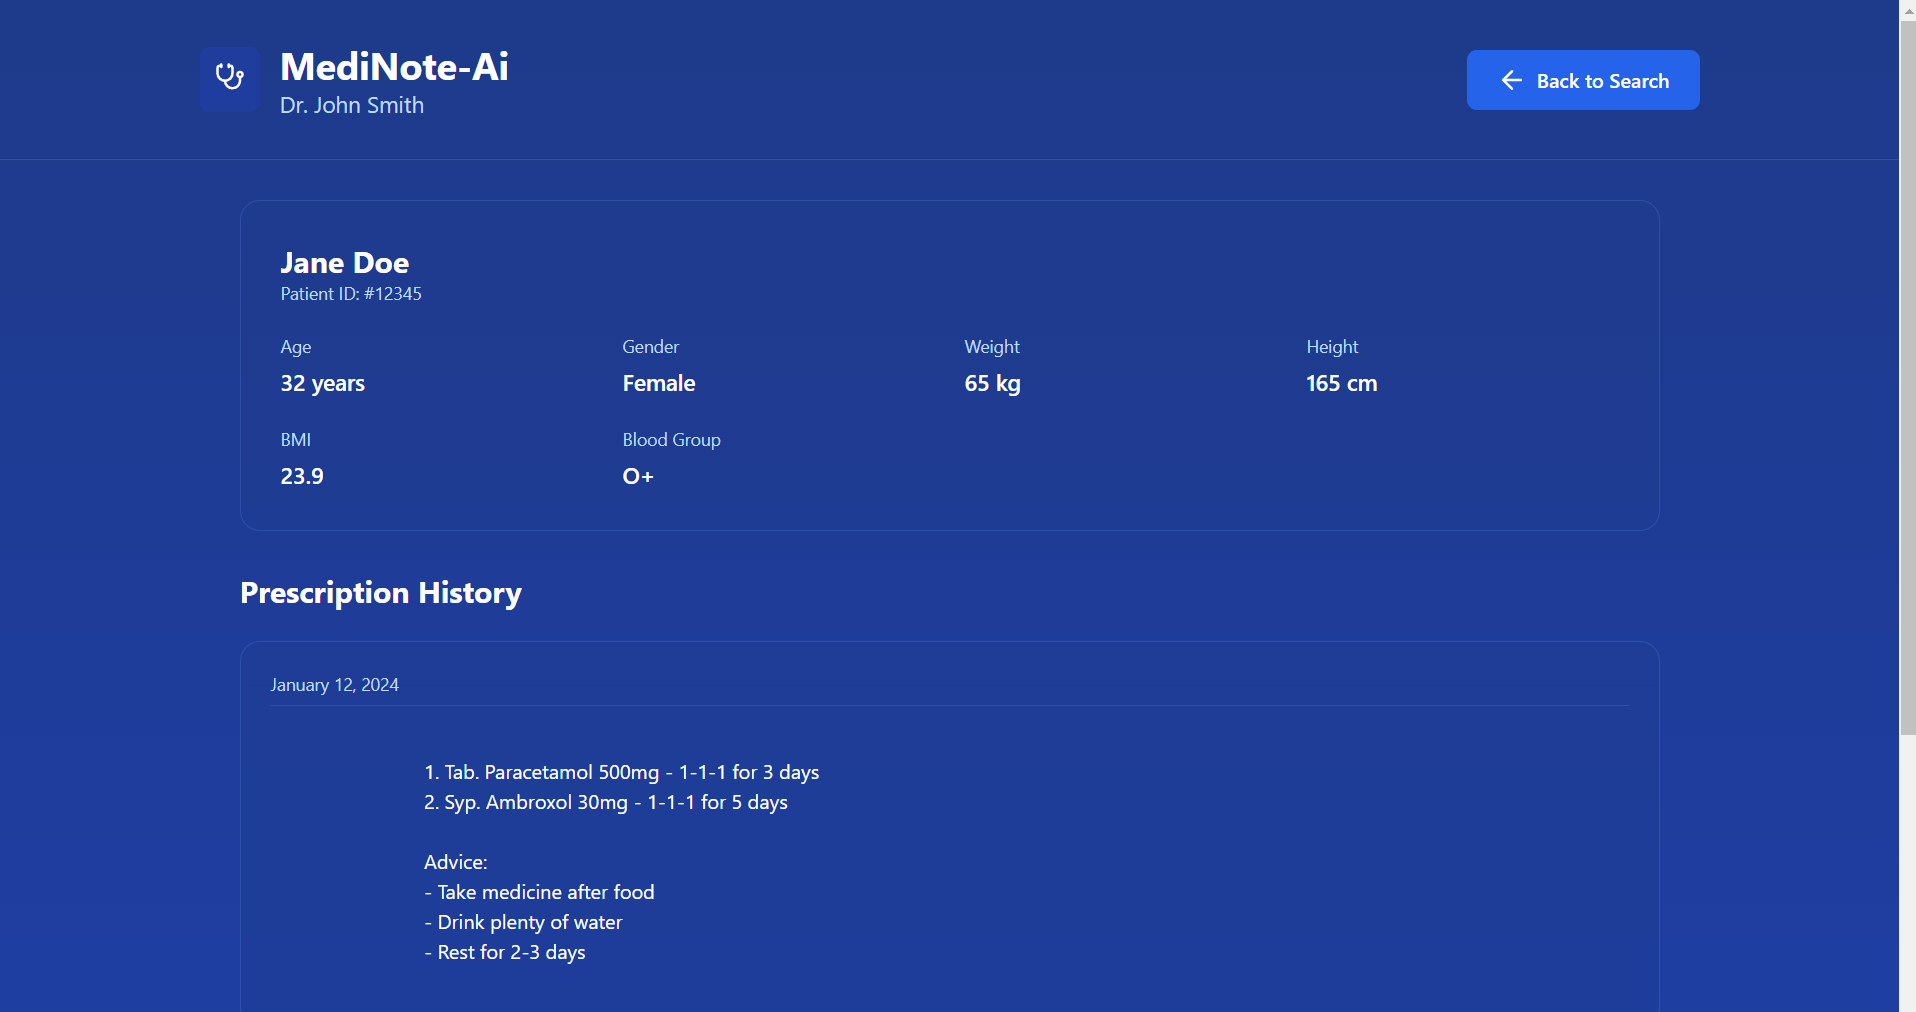 MediNote-Ai
Dr. John Smith
Back to Search
Jane Doe
Patient ID: #12345
Age
32 years
Gender
Female
Weight
65 kg
Height
165 cm
BMI
23.9
Blood Group
O+
Prescription History
January 12, 2024
1. Tab. Paracetamol 500mg - 1-1-1 for 3 days
2. Syp. Ambroxol 30mg - 1-1-1 for 5 days
Advice:
- Take medicine after food
- Drink plenty of water
- Rest for 2-3 days